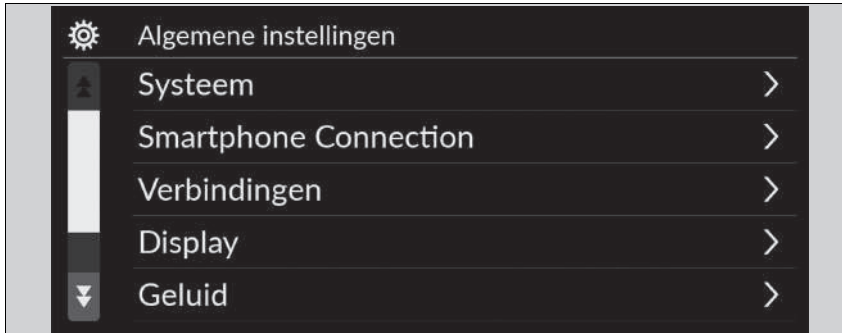 Algemene instellingen
Systeem
Smartphone Connection
Verbindingen
Display
Geluid